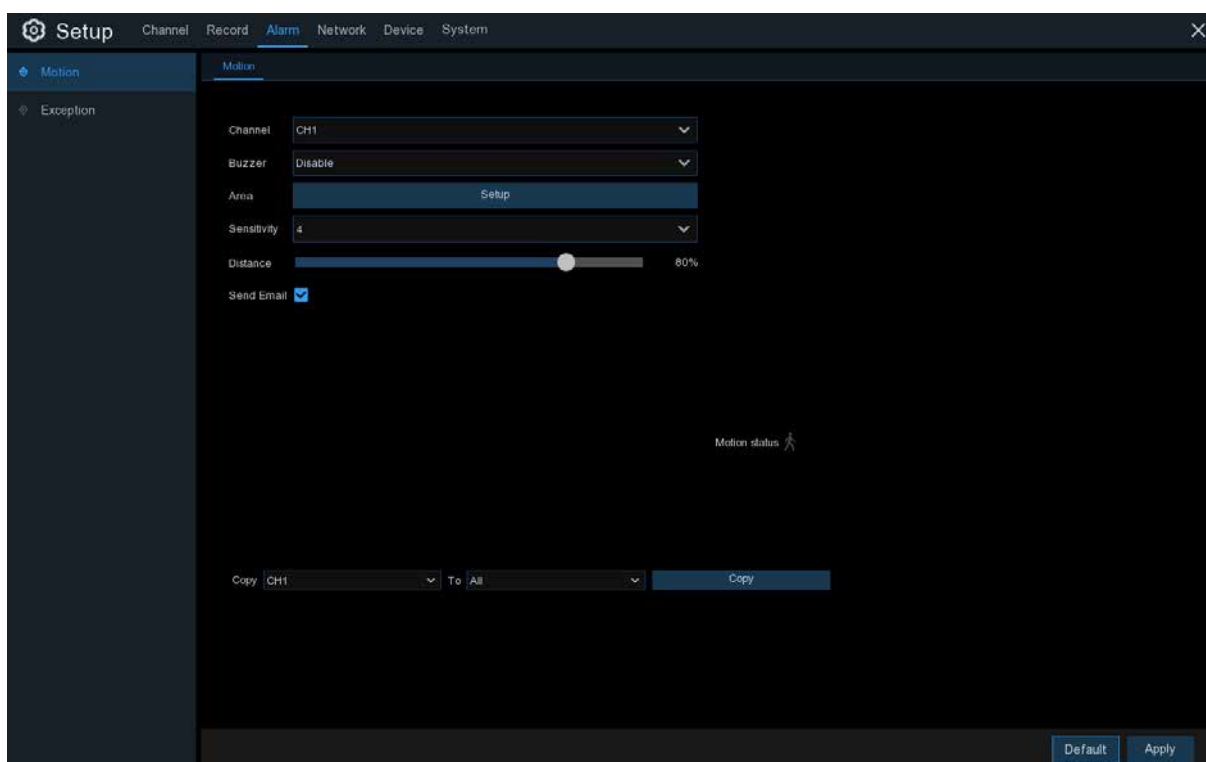 Setup Channel Record Alarm Network Device System
Motion
Exception
Motion
Channel CH1
Buzzer Disable
Area Setup
Sensitivity 4
Distance 80%
Send Email
Motion status
Copy CH1 To All Copy
Default Apply